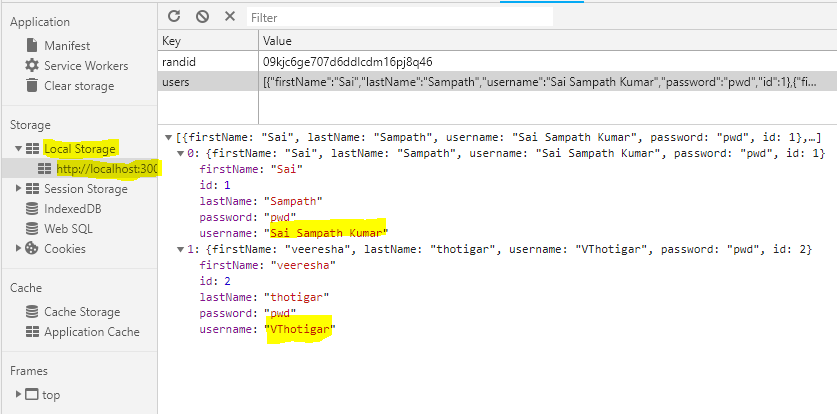 Application
Manifest
Service Workers
Clear storage
Storage
Local Storage
http://localhost:300
Session Storage
IndexedDB
Web SQL
Cookies
Cache
Cache Storage
Application Cache
Frames
top
Filter
Key Value
randid 09kjc6ge707d6ddlcdm16pj8q46
users [{"firstName":"Sai","lastName":"Sampath","username":"Sai Sampath Kumar","password":"pwd","id":1},{"fi...
[{firstName: "Sai", lastName: "Sampath", username: "Sai Sampath Kumar", password: "pwd", id: 1},…]
0: {firstName: "Sai", lastName: "Sampath", username: "Sai Sampath Kumar", password: "pwd", id: 1}
firstName: "Sai"
id: 1
lastName: "Sampath"
password: "pwd"
username: "Sai Sampath Kumar"
1: {firstName: "veeresha", lastName: "thotigar", username: "VThotigar", password: "pwd", id: 2}
firstName: "veeresha"
id: 2
lastName: "thotigar"
password: "pwd"
username: "VThotigar"